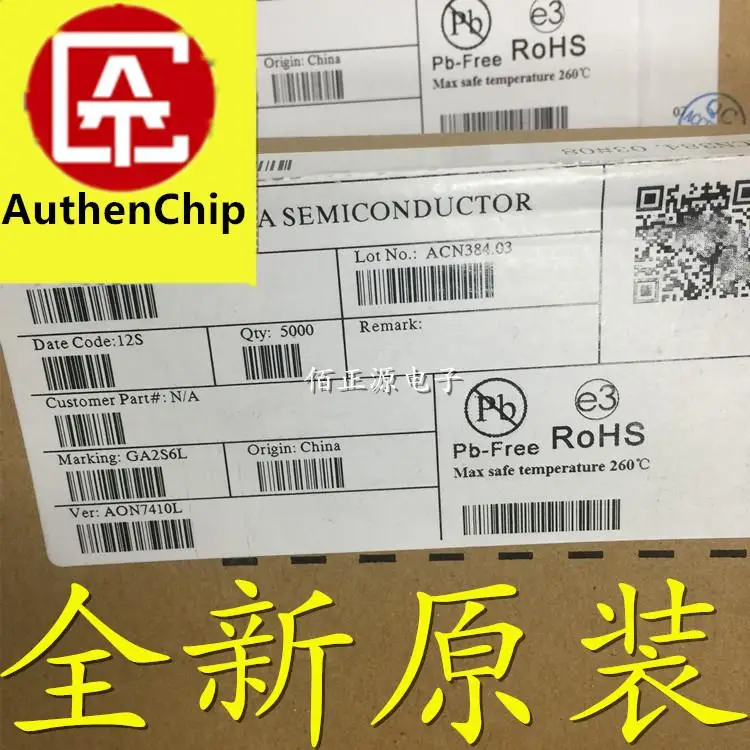 Origin: China
Pb
e3
Pb-Free RoHS
Max safe temperature 260℃
AuthenChip
A SEMICONDUCTOR
Lot No.: ACN384.03
Date Code: 12S
Qty: 5000
Remark:
佰正源电子
Customer Part#: N/A
Marking: GA2S6L
Origin: China
Ver: AON7410L
Pb
e3
Pb-Free RoHS
Max safe temperature 260℃
全新原装